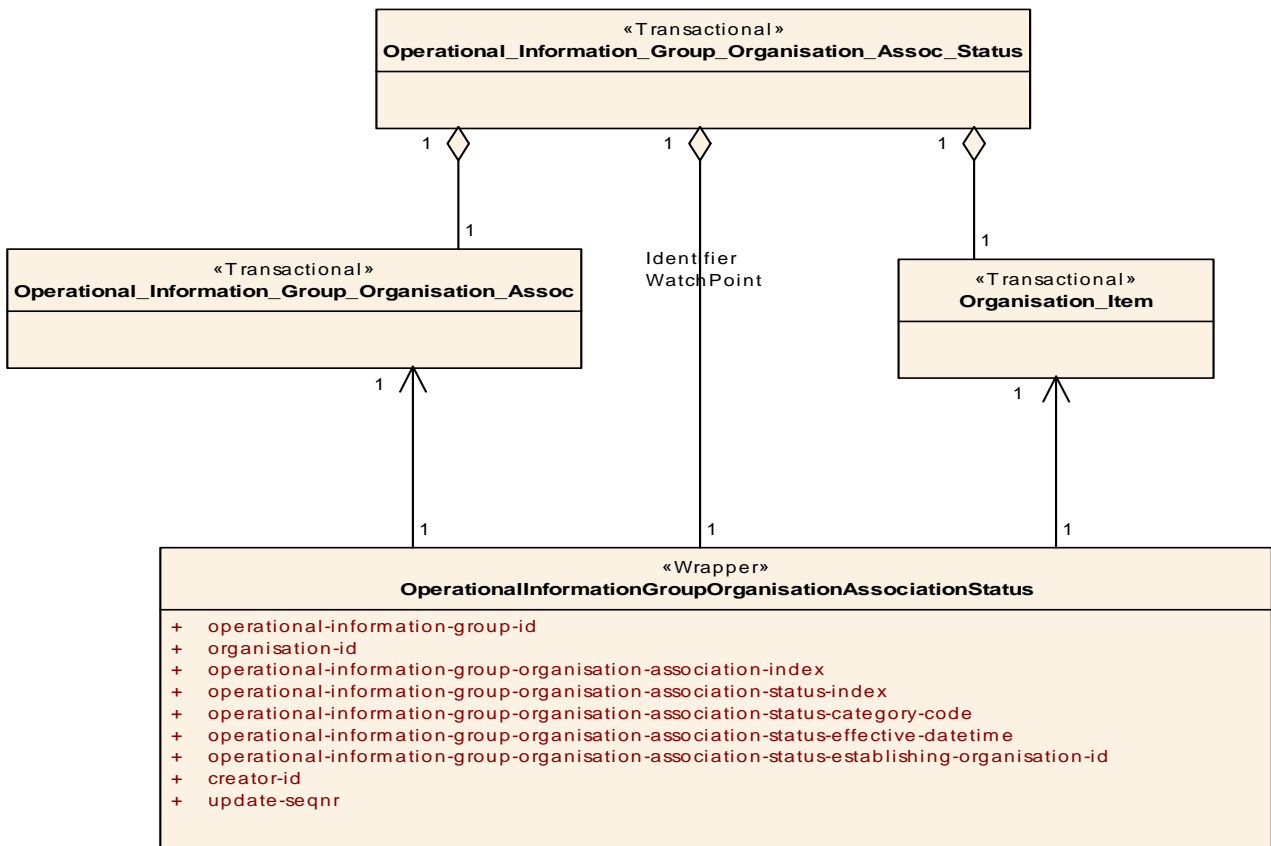 «Transactional»
Operational_Information_Group_Organisation_Assoc_Status
1
1
1
1
1
Identifier
WatchPoint
«Transactional»
Operational_Information_Group_Organisation_Assoc
«Transactional»
Organisation_Item
1
1
1
1
1
«Wrapper»
OperationalInformationGroupOrganisationAssociationStatus
+ operational-information-group-id
+ organisation-id
+ operational-information-group-organisation-association-index
+ operational-information-group-organisation-association-status-index
+ operational-information-group-organisation-association-status-category-code
+ operational-information-group-organisation-association-status-effective-datetime
+ operational-information-group-organisation-association-status-establishing-organisation-id
+ creator-id
+ update-seqnr